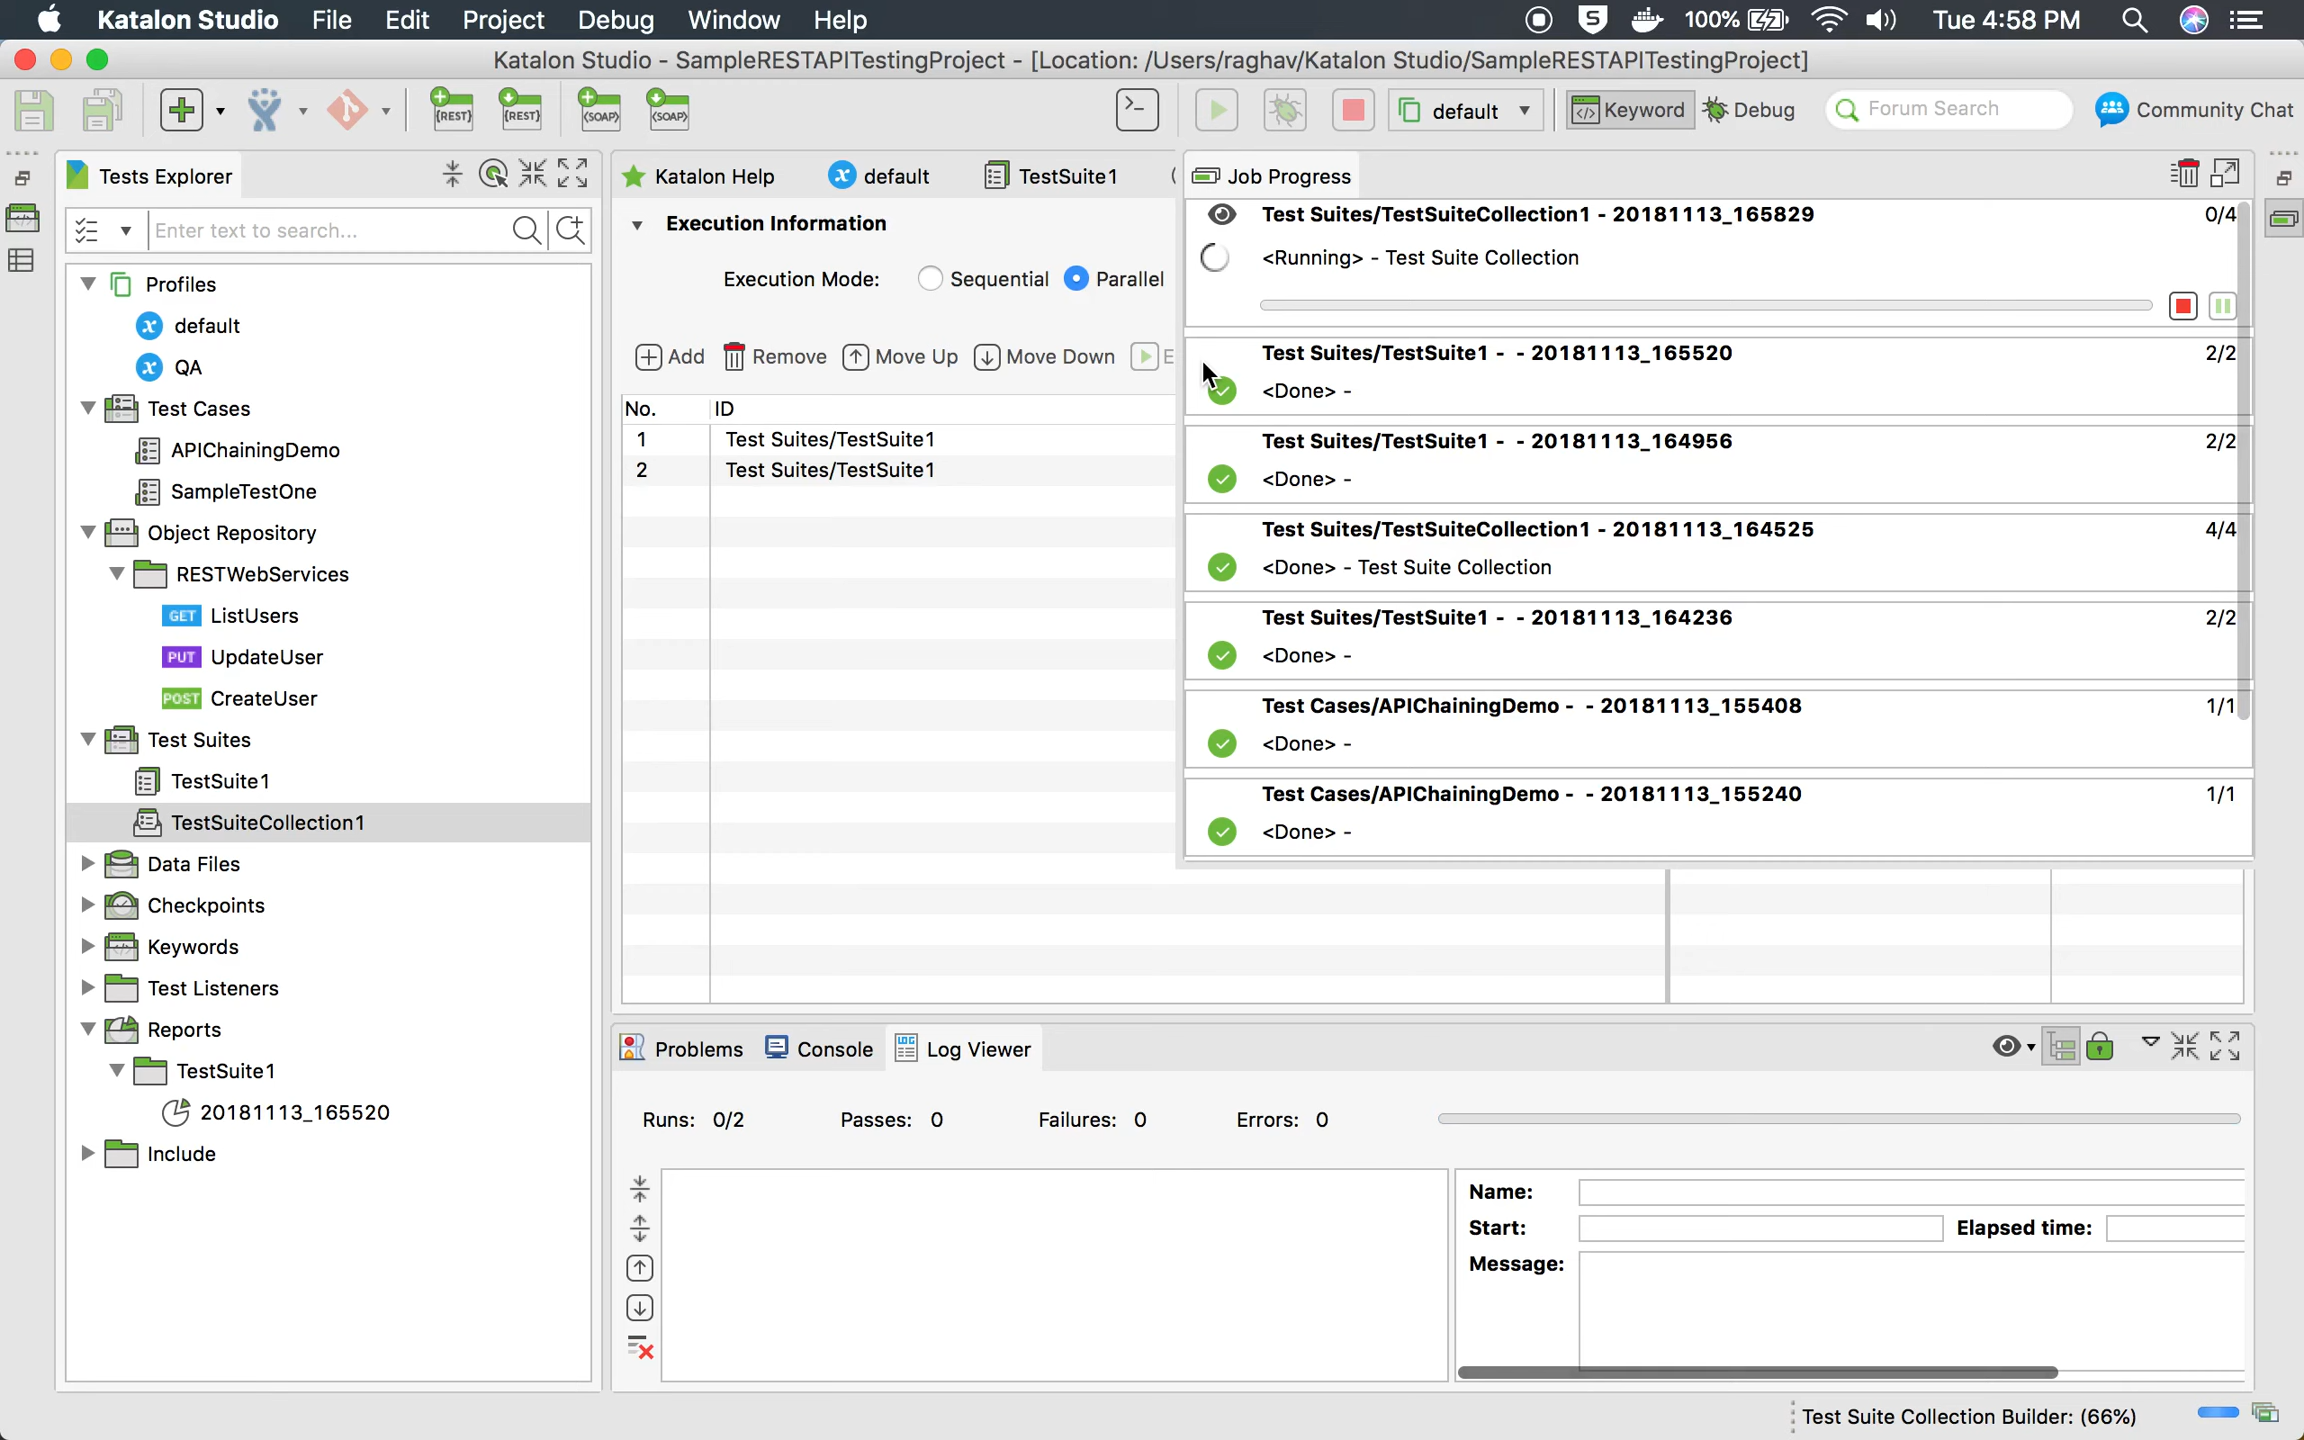 Katalon Studio File Edit Project Debug Window Help 100% Tue 4:58 PM
Katalon Studio - SampleRESTAPITestingProject - [Location: /Users/raghav/Katalon Studio/SampleRESTAPITestingProject]
{REST} {REST} (SOAP) (SOAP) default Keyword Debug Forum Search Community Chat
Tests Explorer
Enter text to search...
Profiles
default
QA
Test Cases
APIChainingDemo
SampleTestOne
Object Repository
RESTWebServices
GET ListUsers
PUT UpdateUser
POST CreateUser
Test Suites
TestSuite1
TestSuiteCollection1
Data Files
Checkpoints
Keywords
Test Listeners
Reports
TestSuite1
20181113_165520
Include
Katalon Help default TestSuite1
Execution Information
Execution Mode: Sequential Parallel
Add Remove Move Up Move Down E
No. ID
1 Test Suites/TestSuite1
2 Test Suites/TestSuite1
Job Progress
Test Suites/TestSuiteCollection1 - 20181113_165829 0/4
<Running> - Test Suite Collection
Test Suites/TestSuite1 - - 20181113_165520 2/2
<Done> -
Test Suites/TestSuite1 - - 20181113_164956 2/2
<Done> -
Test Suites/TestSuiteCollection1 - 20181113_164525 4/4
<Done> - Test Suite Collection
Test Suites/TestSuite1 - - 20181113_164236 2/2
<Done> -
Test Cases/APIChainingDemo - - 20181113_155408 1/1
<Done> -
Test Cases/APIChainingDemo - - 20181113_155240 1/1
<Done> -
Problems Console Log Viewer
Runs: 0/2 Passes: 0 Failures: 0 Errors: 0
Name:
Start: Elapsed time:
Message:
Test Suite Collection Builder: (66%)